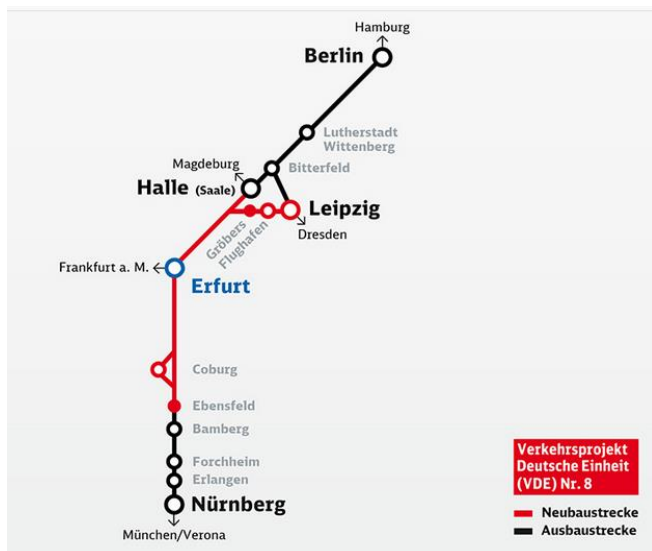 Hamburg
Berlin
Lutherstadt
Wittenberg
Bitterfeld
Magdeburg
Halle (Saale)
Leipzig
Gröbers
Flughafen
Dresden
Frankfurt a. M.
Erfurt
Coburg
Ebensfeld
Bamberg
Forchheim
Erlangen
Nürnberg
München/Verona
Verkehrsprojekt
Deutsche Einheit
(VDE) Nr. 8
Neubaustrecke
Ausbaustrecke